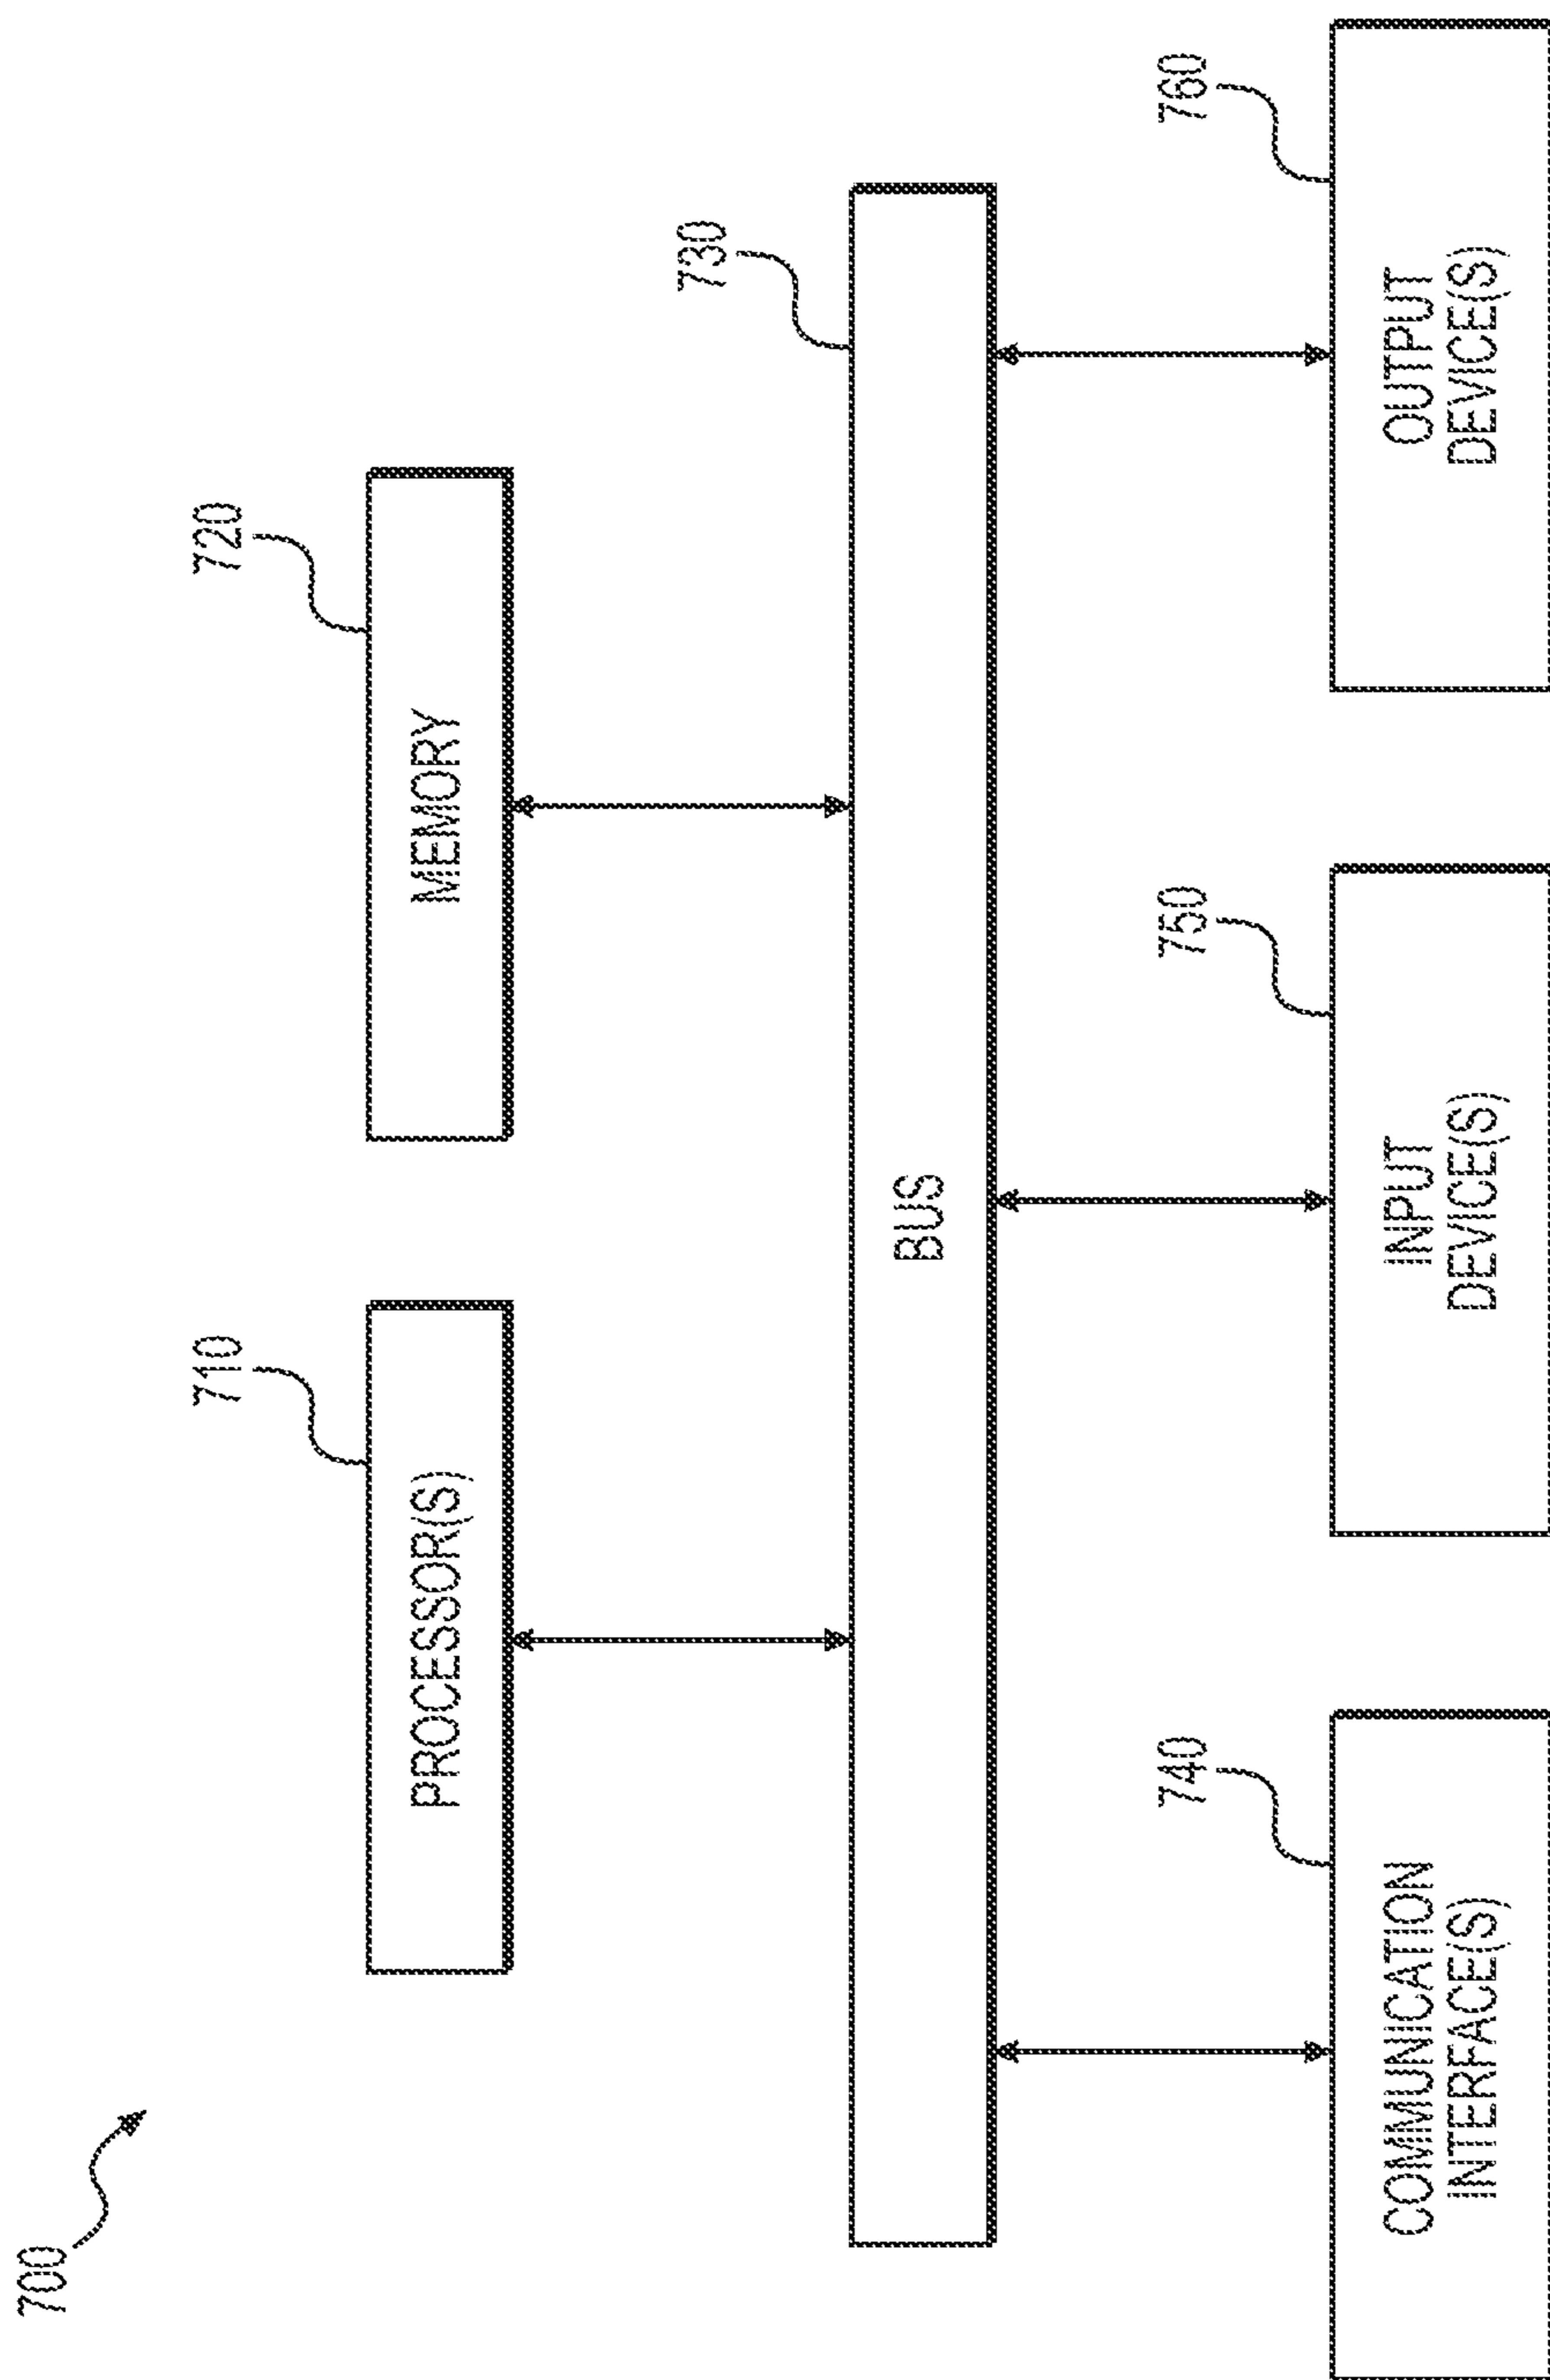 700
710
720
PROCESSOR(S)
MEMORY
730
BUS
740
750
760
COMMUNICATION
INTERFACE(S)
INPUT
DEVICE(S)
OUTPUT
DEVICE(S)